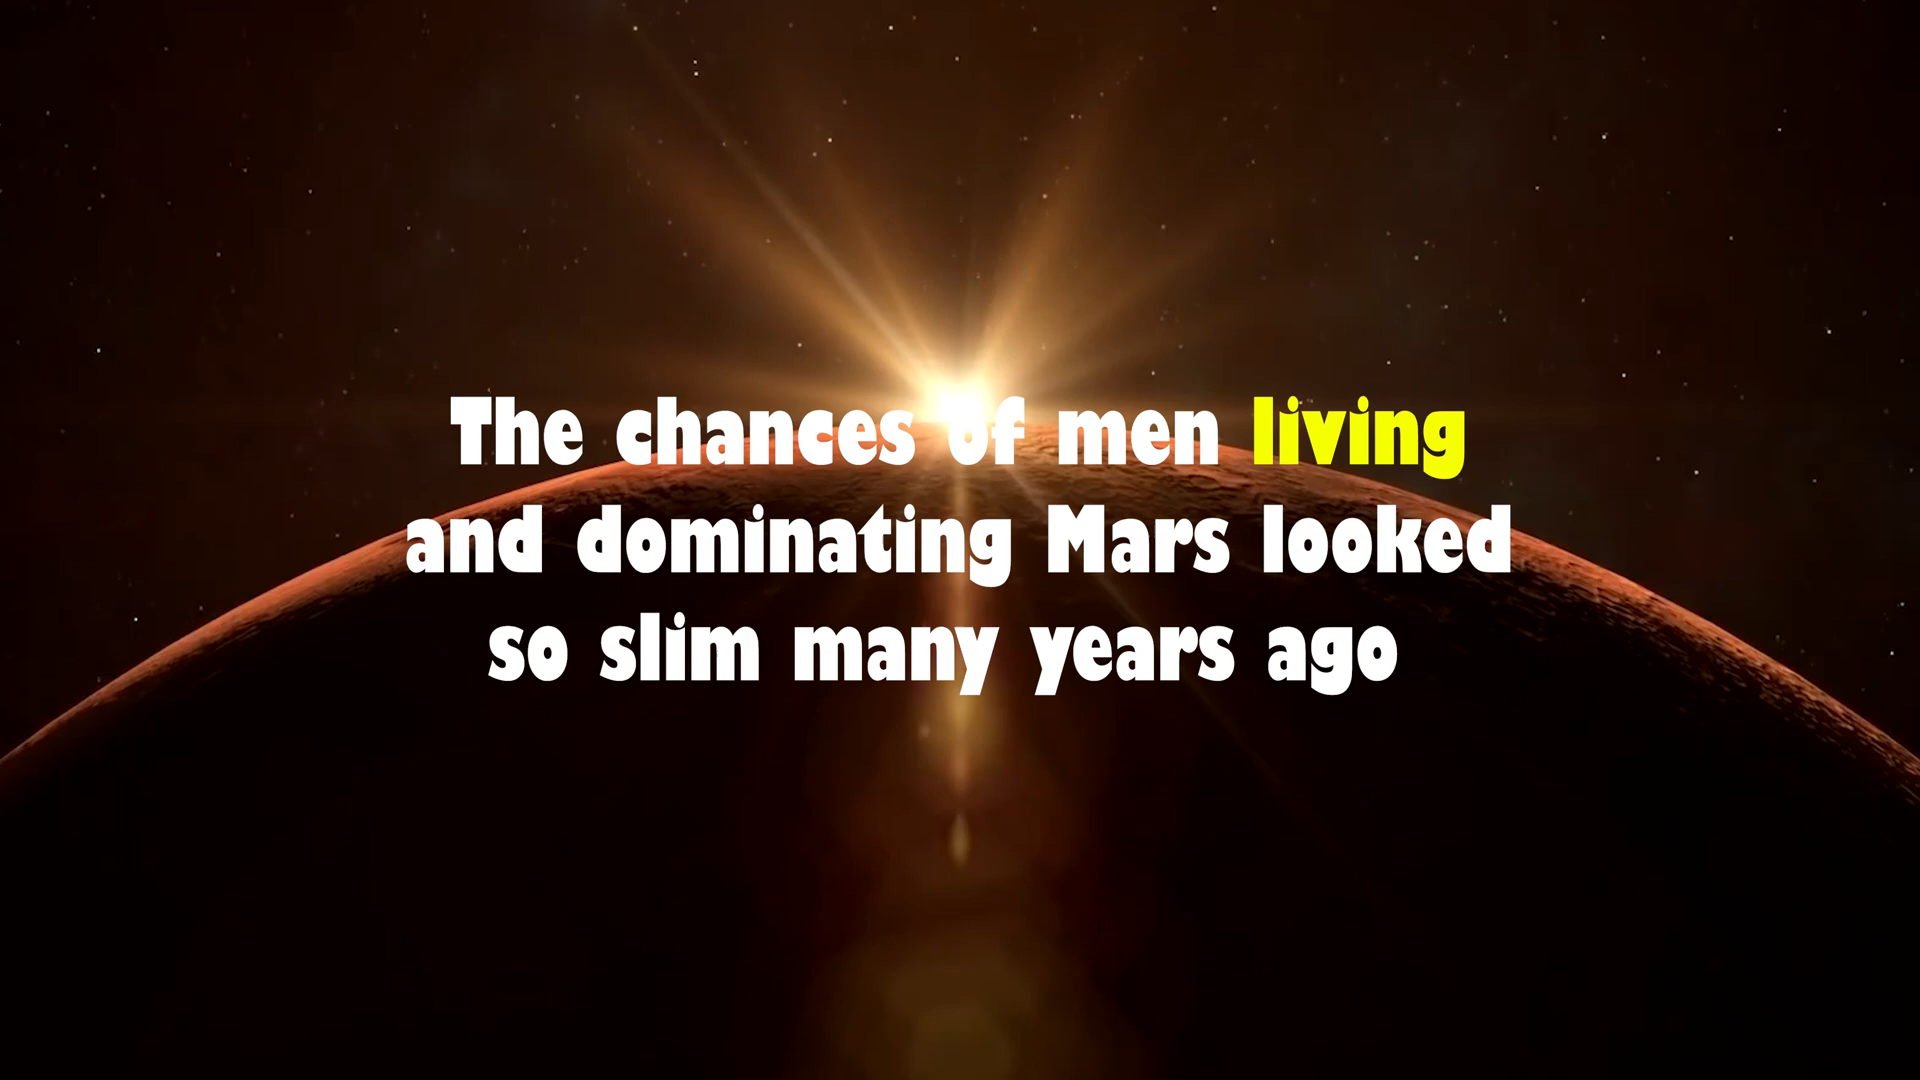 The chances of men living
and dominating Mars looked
so slim many years ago